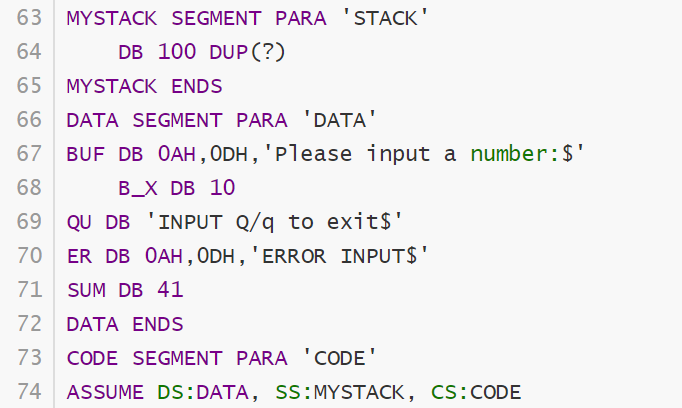 63 MYSTACK SEGMENT PARA 'STACK'
64 DB 100 DUP(?)
65 MYSTACK ENDS
66 DATA SEGMENT PARA 'DATA'
67 BUF DB 0AH,0DH,'Please input a number:$'
68 B_X DB 10
69 QU DB 'INPUT Q/q to exit$'
70 ER DB 0AH,0DH,'ERROR INPUT$'
71 SUM DB 41
72 DATA ENDS
73 CODE SEGMENT PARA 'CODE'
74 ASSUME DS:DATA, SS:MYSTACK, CS:CODE